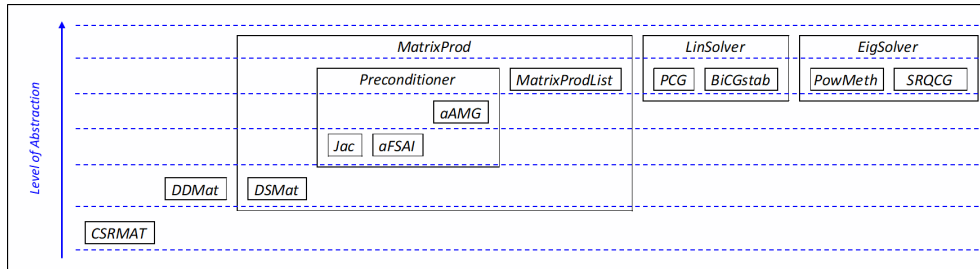 MatrixProd LinSolver EigSolver
Preconditioner MatrixProdList PCG BiCGstab PowMeth SRQCG
aAMG
Jac aFSAI
DDMat DSMat
CSRMAT
Level of Abstraction